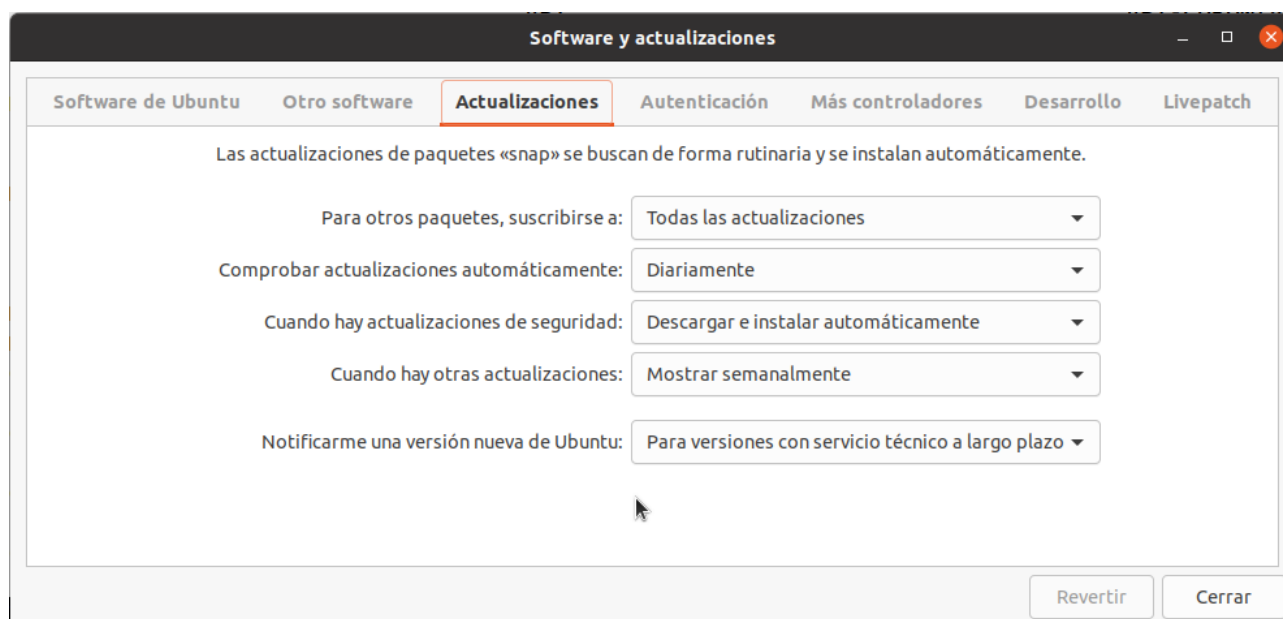 Software y actualizaciones
Software de Ubuntu Otro software Actualizaciones Autenticación Más controladores Desarrollo Livepatch
Las actualizaciones de paquetes «snap» se buscan de forma rutinaria y se instalan automáticamente.
Para otros paquetes, suscribirse a: Todas las actualizaciones
Comprobar actualizaciones automáticamente: Diariamente
Cuando hay actualizaciones de seguridad: Descargar e instalar automáticamente
Cuando hay otras actualizaciones: Mostrar semanalmente
Notificarme una versión nueva de Ubuntu: Para versiones con servicio técnico a largo plazo
Revertir Cerrar